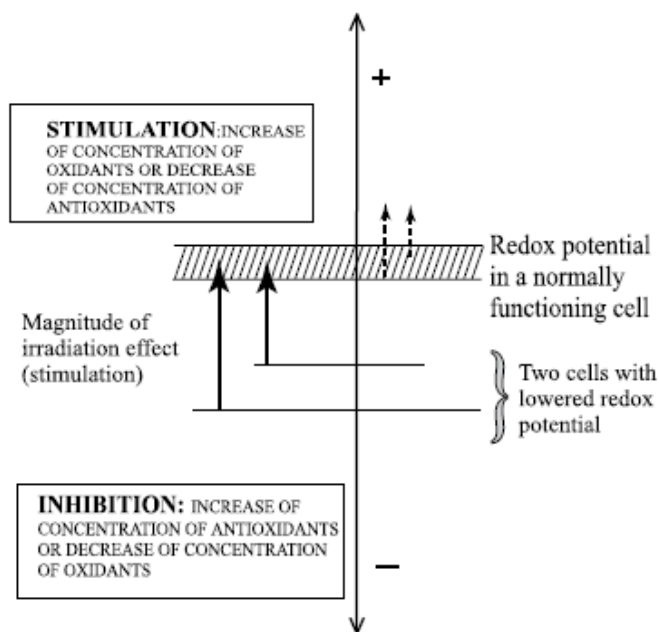 +
STIMULATION:INCREASE
OF CONCENTRATION OF
OXIDANTS OR DECREASE
OF CONCENTRATION OF
ANTIOXIDANTS
Redox potential
in a normally
functioning cell
Magnitude of
irradiation effect
(stimulation)
Two cells with
lowered redox
potential
INHIBITION: INCREASE OF
CONCENTRATION OF ANTIOXIDANTS
OR DECREASE OF CONCENTRATION
OF OXIDANTS
−